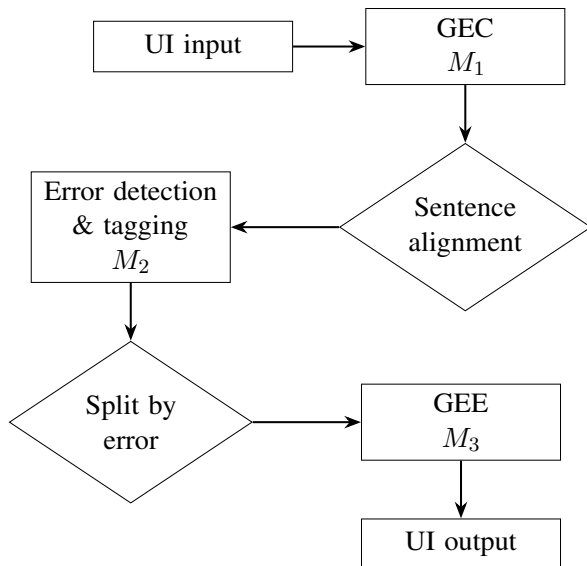 UI input
GEC
M₁
Sentence
alignment
Error detection
& tagging
M₂
Split by
error
GEE
M₃
UI output